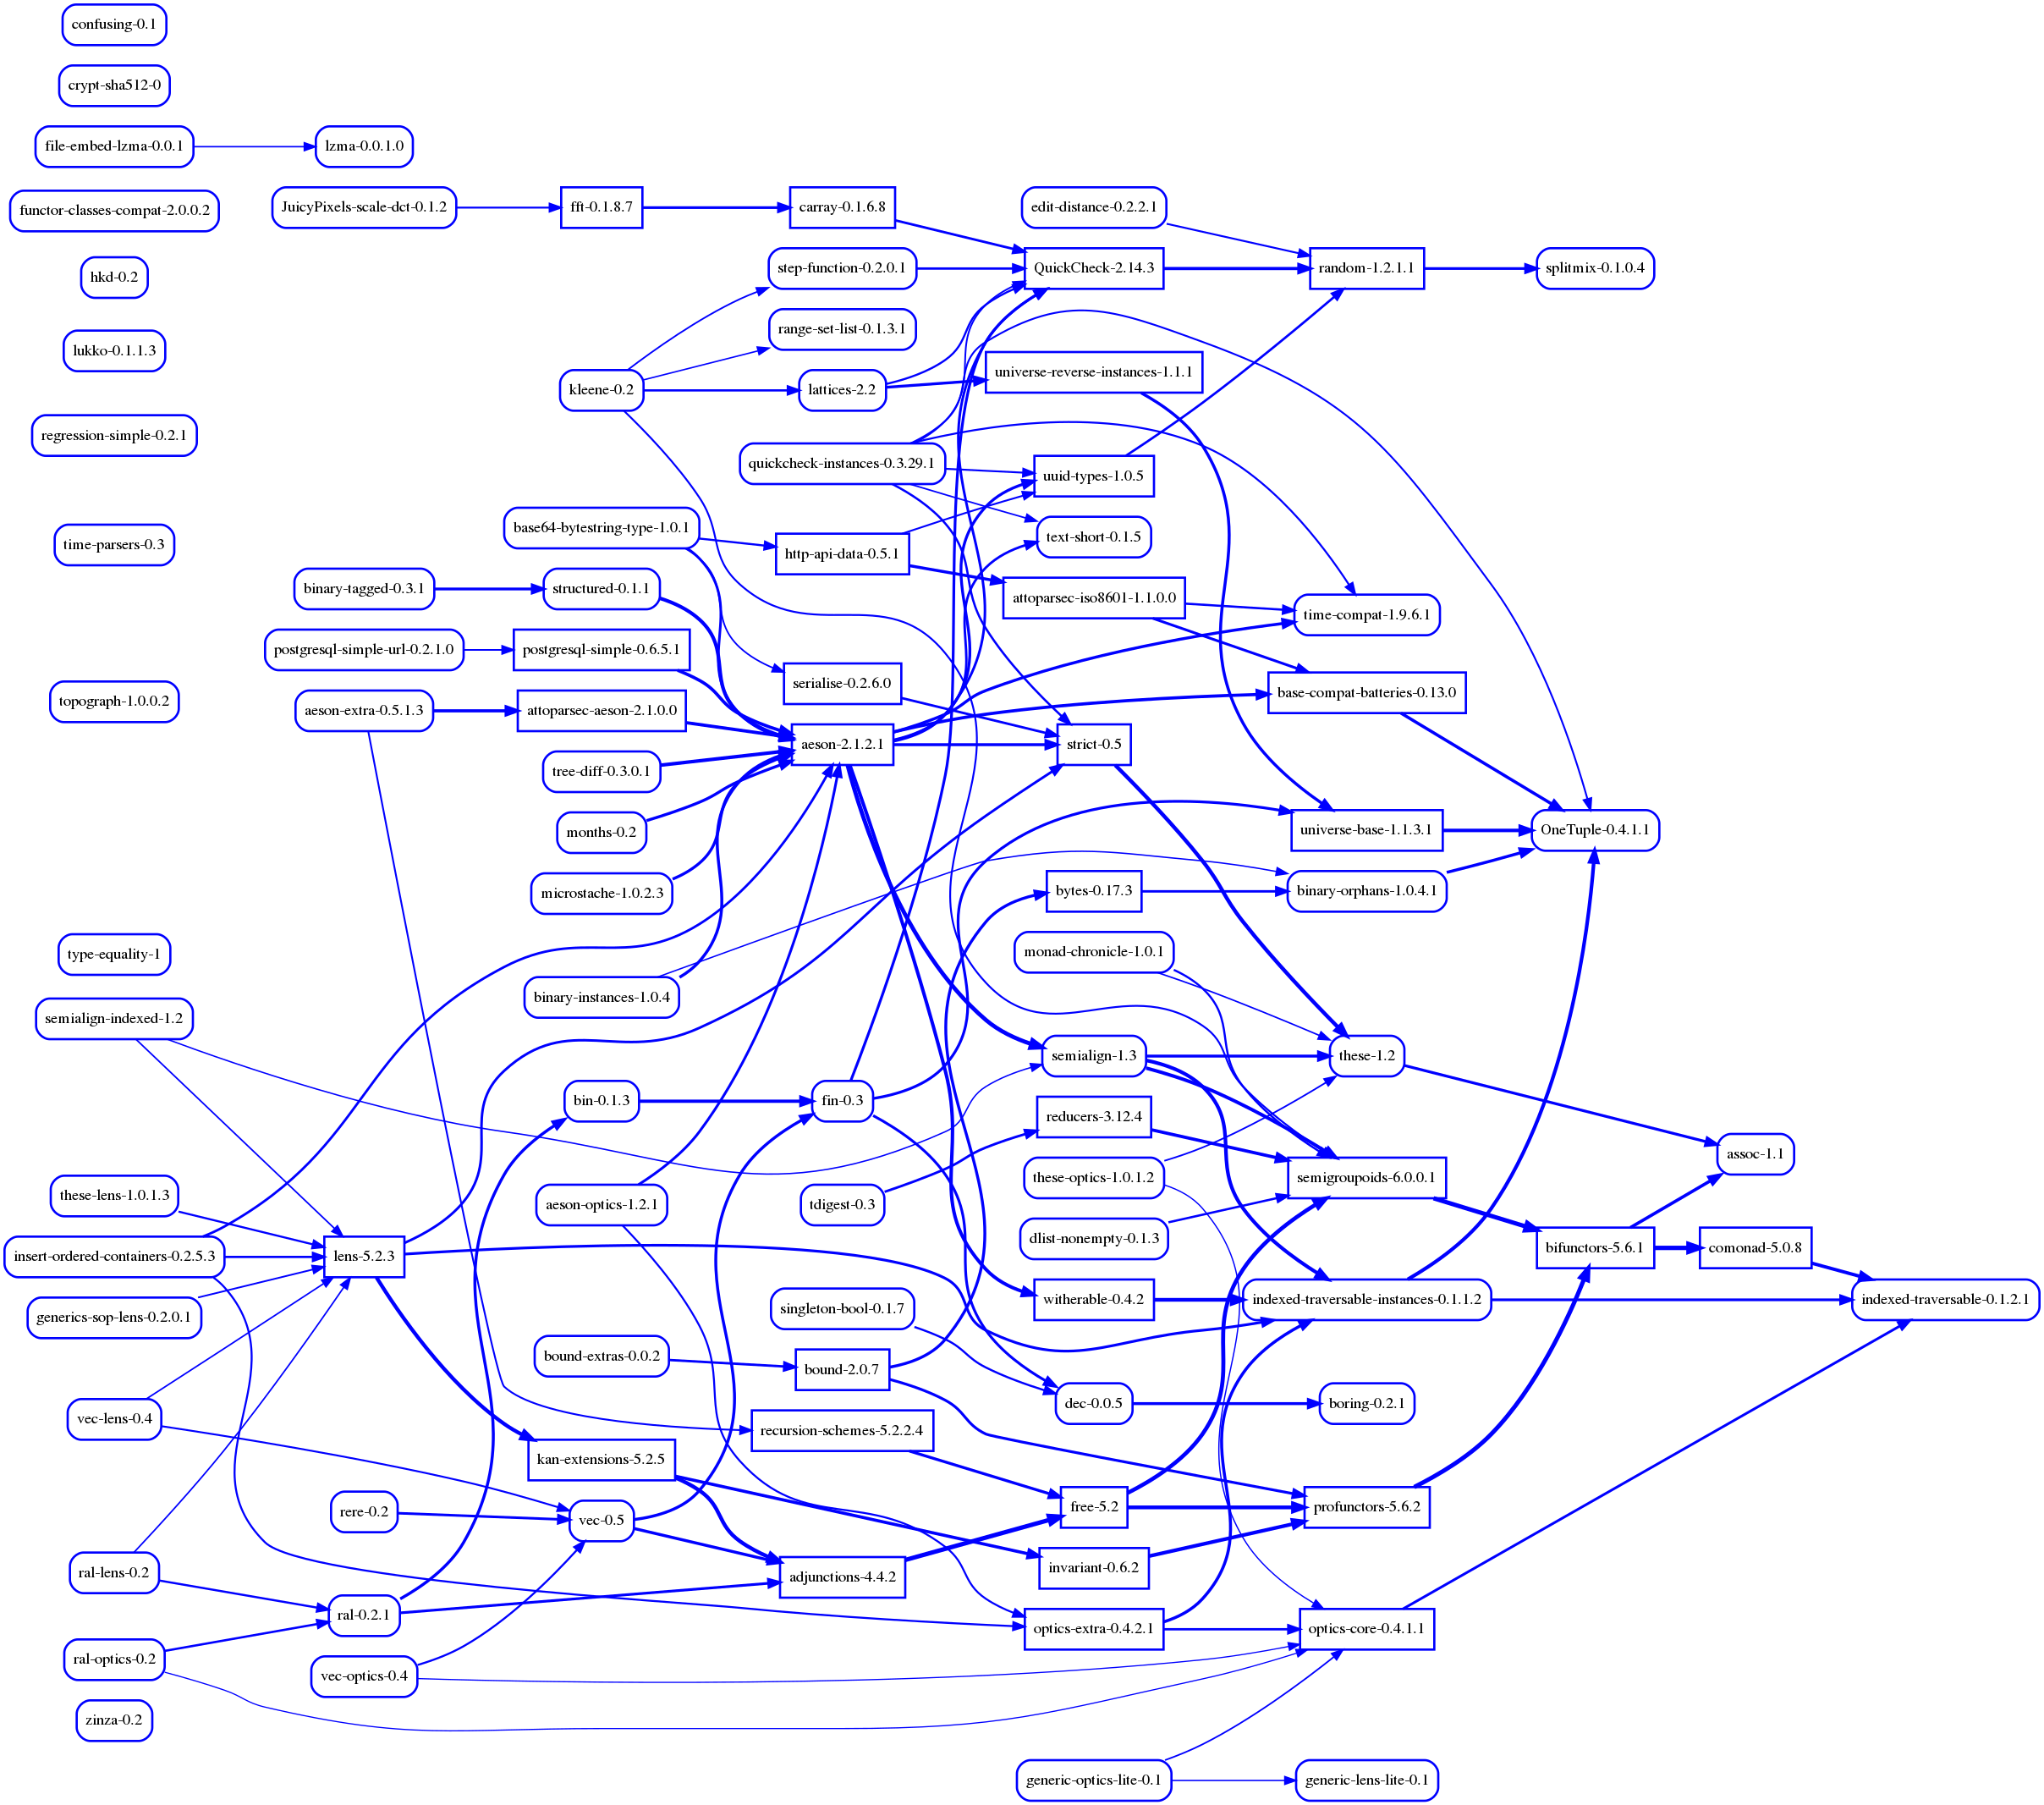 confusing-0.1
crypt-sha512-0
file-embed-lzma-0.0.1
lzma-0.0.1.0
functor-classes-compat-2.0.0.2
JuicyPixels-scale-dct-0.1.2
fft-0.1.8.7
carray-0.1.6.8
edit-distance-0.2.2.1
hkd-0.2
step-function-0.2.0.1
QuickCheck-2.14.3
random-1.2.1.1
splitmix-0.1.0.4
range-set-list-0.1.3.1
lukko-0.1.1.3
universe-reverse-instances-1.1.1
kleene-0.2
lattices-2.2
regression-simple-0.2.1
quickcheck-instances-0.3.29.1
uuid-types-1.0.5
base64-bytestring-type-1.0.1
text-short-0.1.5
time-parsers-0.3
http-api-data-0.5.1
binary-tagged-0.3.1
structured-0.1.1
attoparsec-iso8601-1.1.0.0
time-compat-1.9.6.1
postgresql-simple-url-0.2.1.0
postgresql-simple-0.6.5.1
serialise-0.2.6.0
base-compat-batteries-0.13.0
topograph-1.0.0.2
aeson-extra-0.5.1.3
attoparsec-aeson-2.1.0.0
aeson-2.1.2.1
strict-0.5
tree-diff-0.3.0.1
months-0.2
universe-base-1.1.3.1
OneTuple-0.4.1.1
microstache-1.0.2.3
bytes-0.17.3
binary-orphans-1.0.4.1
type-equality-1
monad-chronicle-1.0.1
binary-instances-1.0.4
semialign-indexed-1.2
semialign-1.3
these-1.2
bin-0.1.3
fin-0.3
reducers-3.12.4
assoc-1.1
these-lens-1.0.1.3
aeson-optics-1.2.1
tdigest-0.3
these-optics-1.0.1.2
semigroupoids-6.0.0.1
dlist-nonempty-0.1.3
insert-ordered-containers-0.2.5.3
lens-5.2.3
bifunctors-5.6.1
comonad-5.0.8
generics-sop-lens-0.2.0.1
singleton-bool-0.1.7
witherable-0.4.2
indexed-traversable-instances-0.1.1.2
indexed-traversable-0.1.2.1
bound-extras-0.0.2
bound-2.0.7
dec-0.0.5
boring-0.2.1
vec-lens-0.4
recursion-schemes-5.2.2.4
kan-extensions-5.2.5
rere-0.2
vec-0.5
free-5.2
profunctors-5.6.2
ral-lens-0.2
adjunctions-4.4.2
invariant-0.6.2
ral-0.2.1
optics-extra-0.4.2.1
optics-core-0.4.1.1
ral-optics-0.2
vec-optics-0.4
zinza-0.2
generic-optics-lite-0.1
generic-lens-lite-0.1